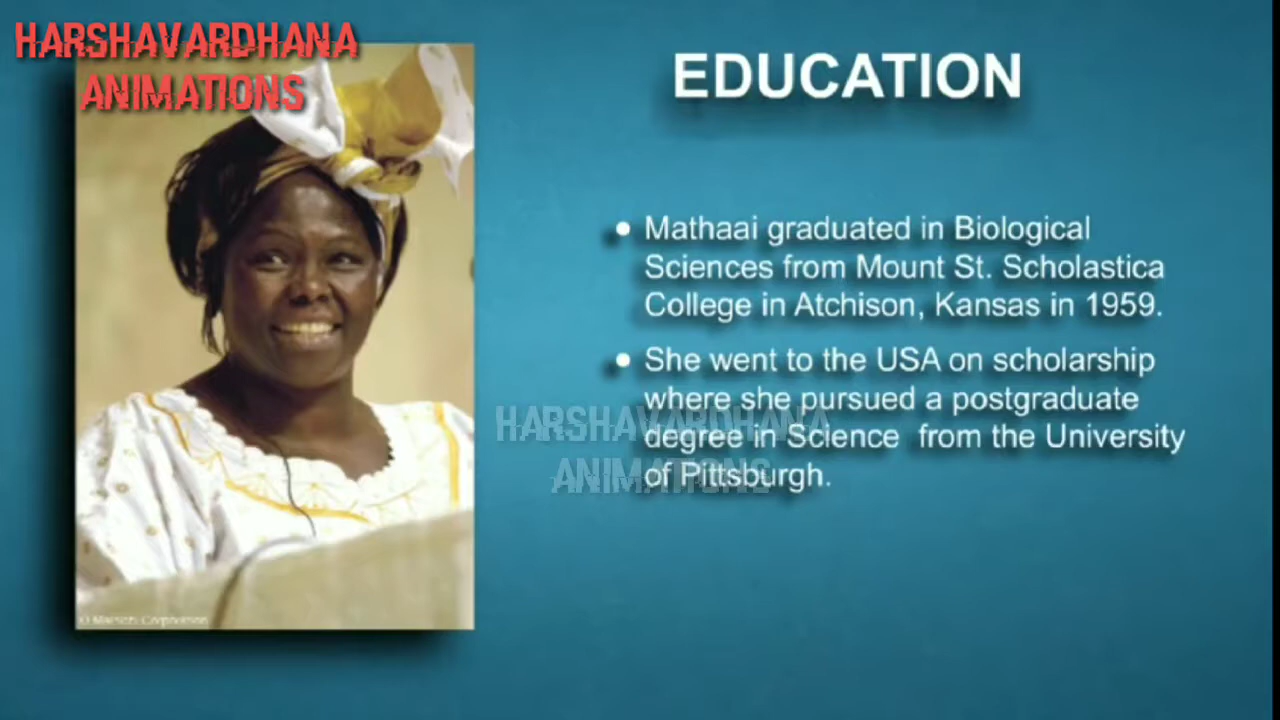 HARSHAVARDHANA
ANIMATIONS
EDUCATION
• Mathaai graduated in Biological
Sciences from Mount St. Scholastica
College in Atchison, Kansas in 1959.
• She went to the USA on scholarship
where she pursued a postgraduate
degree in Science from the University
of Pittsburgh.
HARSHAVARDHANA
ANIMATIONS